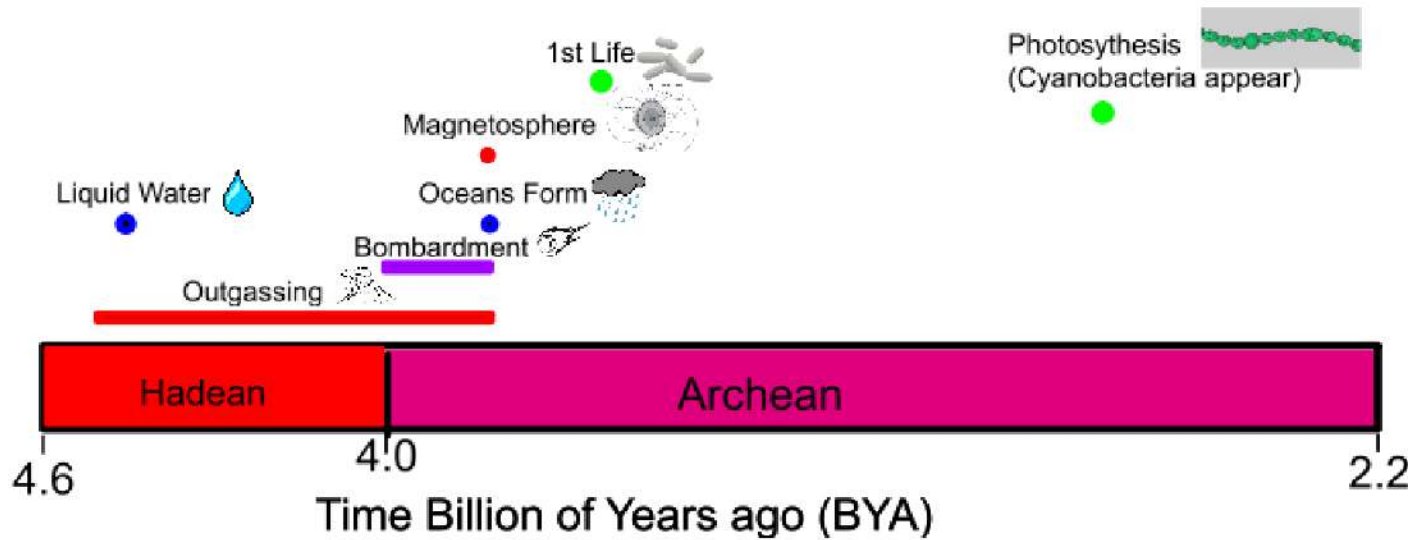 1st Life
Photosythesis
(Cyanobacteria appear)
Magnetosphere
Liquid Water
Oceans Form
Bombardment
Outgassing
Hadean
Archean
4.6
4.0
2.2
Time Billion of Years ago (BYA)